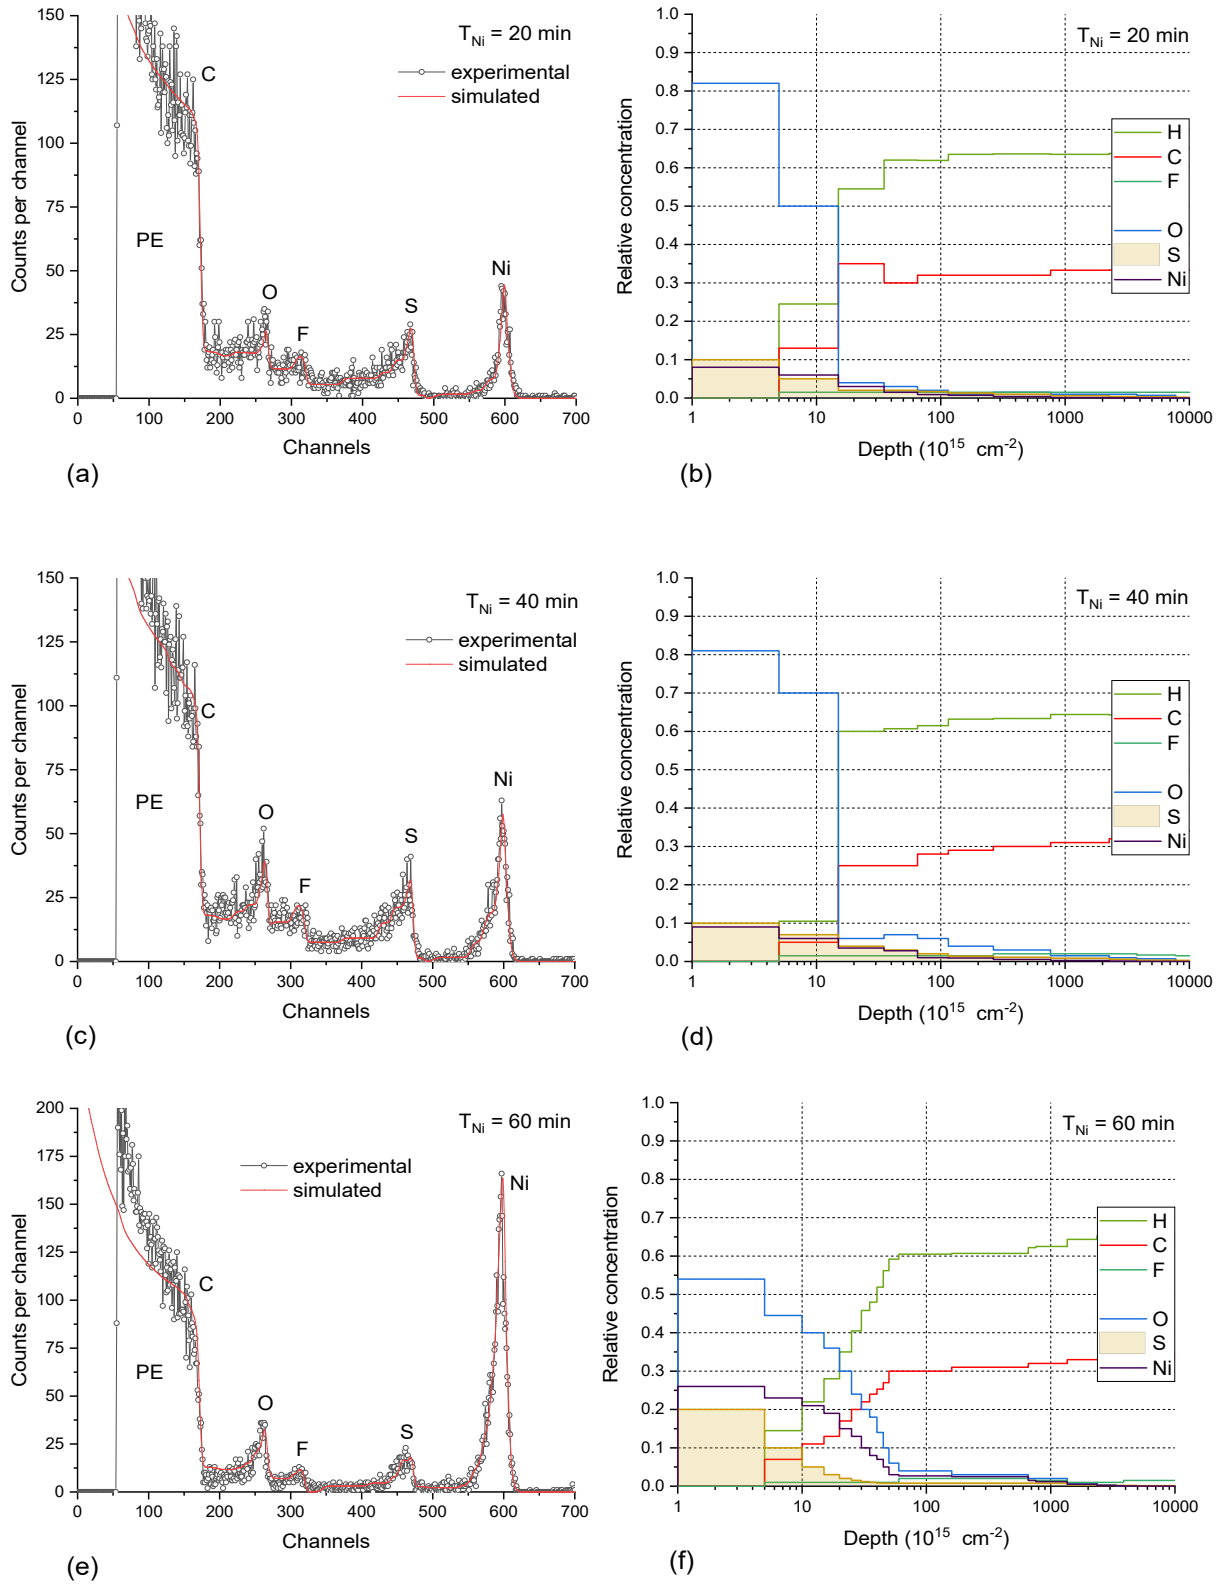 T_Ni = 20 min
experimental
simulated
C
PE
O
F
S
Ni
Counts per channel
150
125
100
75
50
25
0
0 100 200 300 400 500 600 700
Channels
(a)
T_Ni = 20 min
H
C
F
O
S
Ni
Relative concentration
1.0
0.9
0.8
0.7
0.6
0.5
0.4
0.3
0.2
0.1
0.0
1 10 100 1000 10000
Depth (10^15 cm^-2)
(b)
T_Ni = 40 min
experimental
simulated
C
PE
O
F
S
Ni
Counts per channel
150
125
100
75
50
25
0
0 100 200 300 400 500 600 700
Channels
(c)
T_Ni = 40 min
H
C
F
O
S
Ni
Relative concentration
1.0
0.9
0.8
0.7
0.6
0.5
0.4
0.3
0.2
0.1
0.0
1 10 100 1000 10000
Depth (10^15 cm^-2)
(d)
T_Ni = 60 min
experimental
simulated
C
PE
O
F
S
Ni
Counts per channel
200
175
150
125
100
75
50
25
0
0 100 200 300 400 500 600 700
Channels
(e)
T_Ni = 60 min
H
C
F
O
S
Ni
Relative concentration
1.0
0.9
0.8
0.7
0.6
0.5
0.4
0.3
0.2
0.1
0.0
1 10 100 1000 10000
Depth (10^15 cm^-2)
(f)